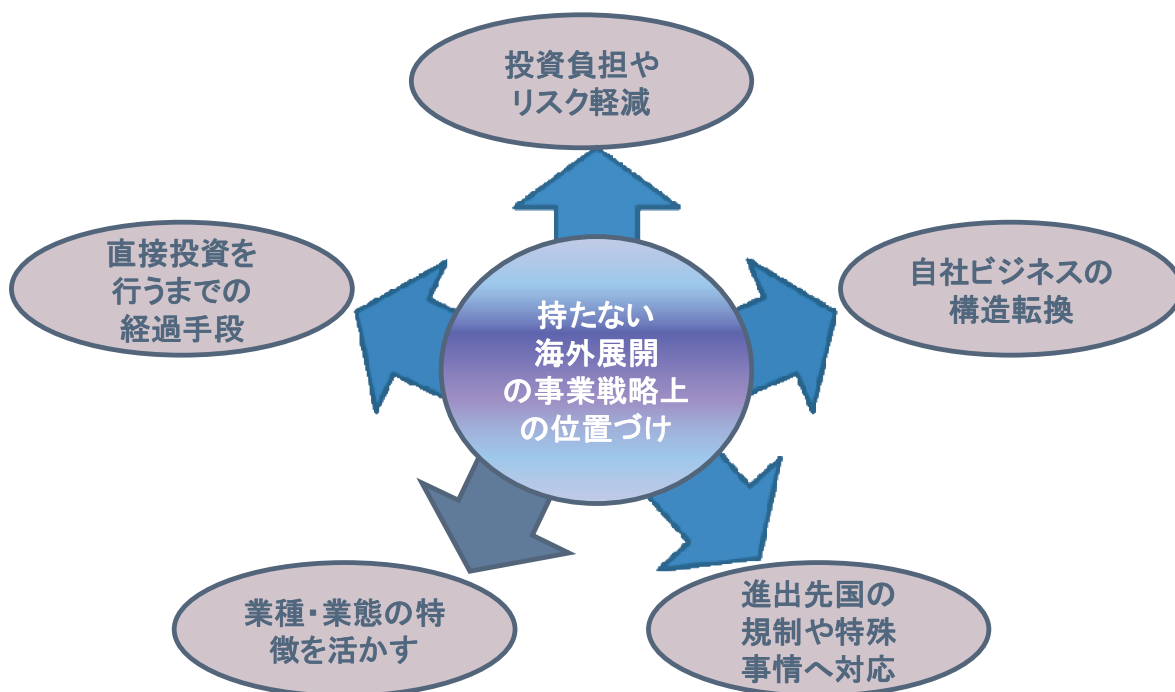 投資負担や
リスク軽減
直接投資を
行うまでの
経過手段
自社ビジネスの
構造転換
持たない
海外展開
の事業戦略上
の位置づけ
業種・業態の特
徴を活かす
進出先国の
規制や特殊
事情へ対応